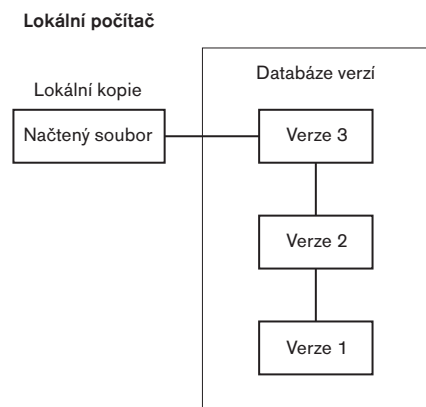 Lokální počítač
Lokální kopie
Načtený soubor
Databáze verzí
Verze 3
Verze 2
Verze 1